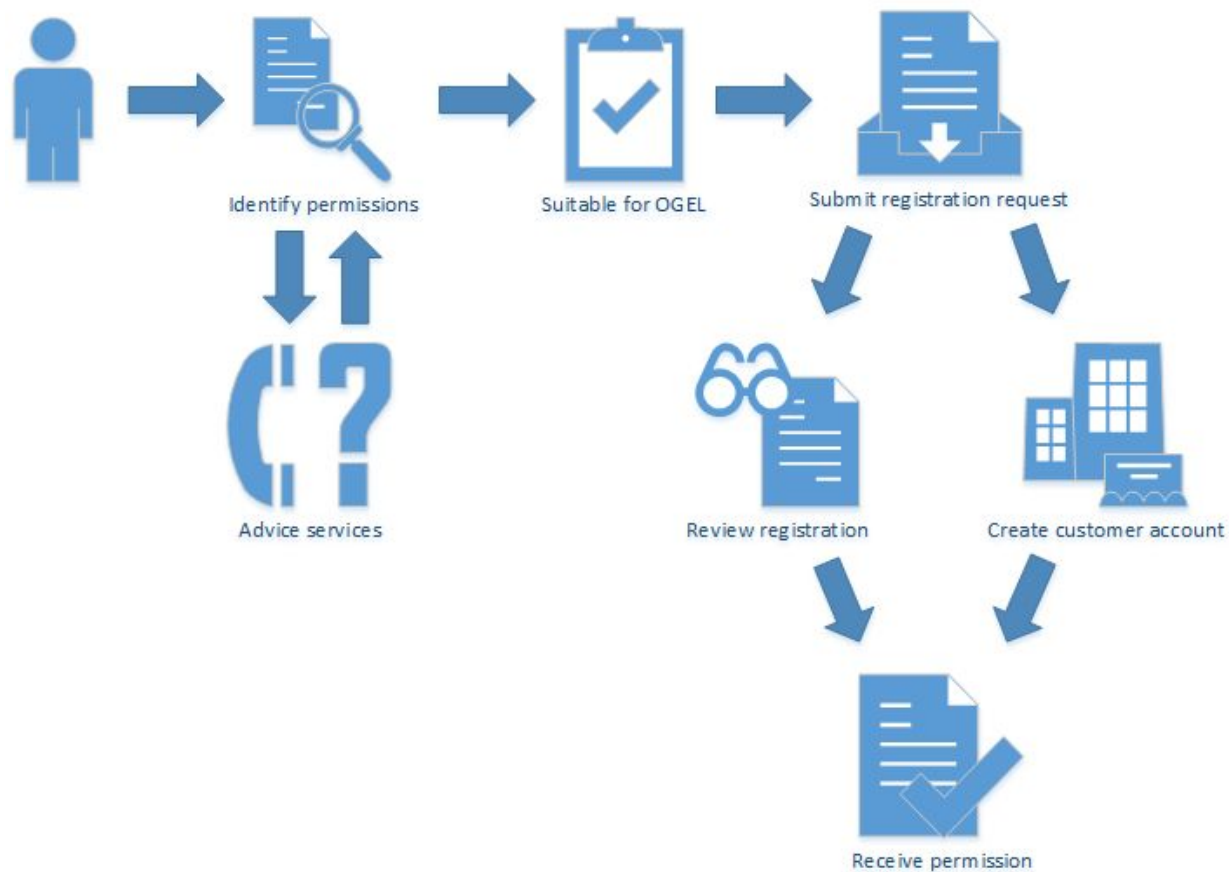 Identify permissions
Suitable for OGEL
Submit registration request
Advice services
Review registration
Create customer account
Receive permission